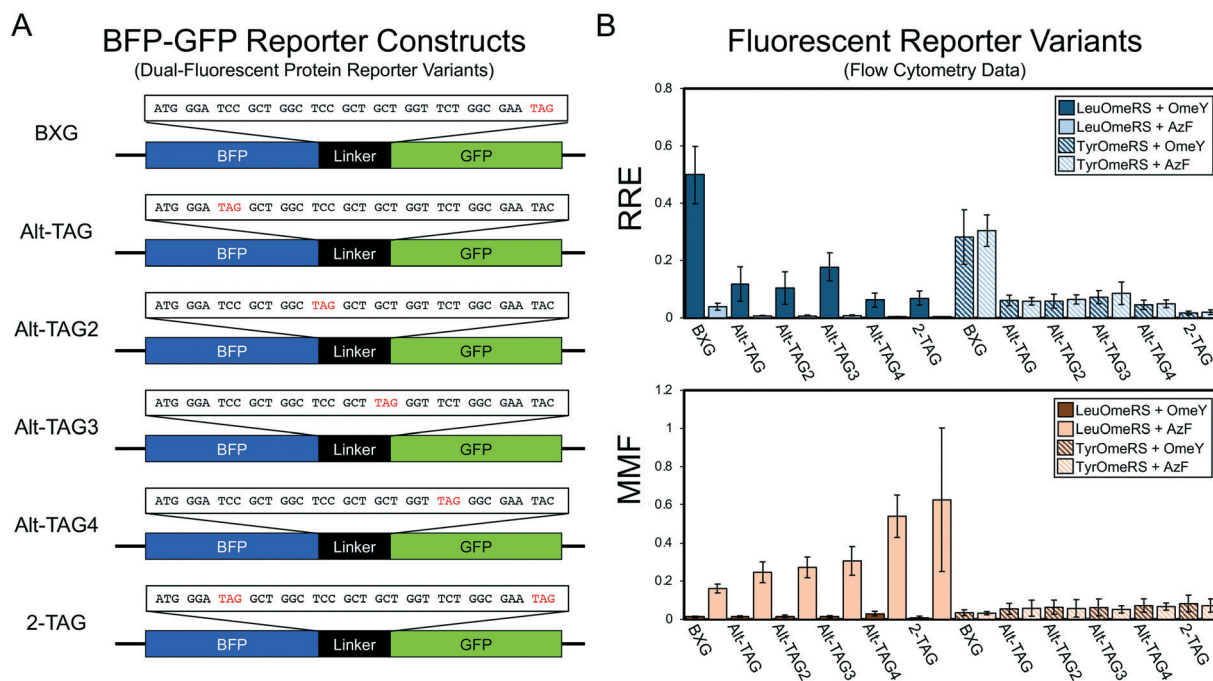 A
BFP-GFP Reporter Constructs
(Dual-Fluorescent Protein Reporter Variants)
BXG
ATG GGA TCC GCT GGC TCC GCT GCT GGT TCT GGC GAA TAG
BFP
Linker
GFP
Alt-TAG
ATG GGA TAG GCT GGC TCC GCT GCT GGT TCT GGC GAA TAC
BFP
Linker
GFP
Alt-TAG2
ATG GGA TCC GCT GGC TAG GCT GCT GGT TCT GGC GAA TAC
BFP
Linker
GFP
Alt-TAG3
ATG GGA TCC GCT GGC TCC GCT TAG GGT TCT GGC GAA TAC
BFP
Linker
GFP
Alt-TAG4
ATG GGA TCC GCT GGC TCC GCT GCT GGT TAG GGC GAA TAC
BFP
Linker
GFP
2-TAG
ATG GGA TAG GCT GGC TCC GCT GCT GGT TCT GGC GAA TAG
BFP
Linker
GFP
B
Fluorescent Reporter Variants
(Flow Cytometry Data)
RRE
0.8
0.6
0.4
0.2
0
LeuOmeRS + OmeY
LeuOmeRS + AzF
TyrOmeRS + OmeY
TyrOmeRS + AzF
BXG
Alt-TAG
Alt-TAG2
Alt-TAG3
Alt-TAG4
2-TAG
BXG
Alt-TAG
Alt-TAG2
Alt-TAG3
Alt-TAG4
2-TAG
MMF
1.2
1
0.8
0.6
0.4
0.2
0
LeuOmeRS + OmeY
LeuOmeRS + AzF
TyrOmeRS + OmeY
TyrOmeRS + AzF
BXG
Alt-TAG
Alt-TAG2
Alt-TAG3
Alt-TAG4
2-TAG
BXG
Alt-TAG
Alt-TAG2
Alt-TAG3
Alt-TAG4
2-TAG